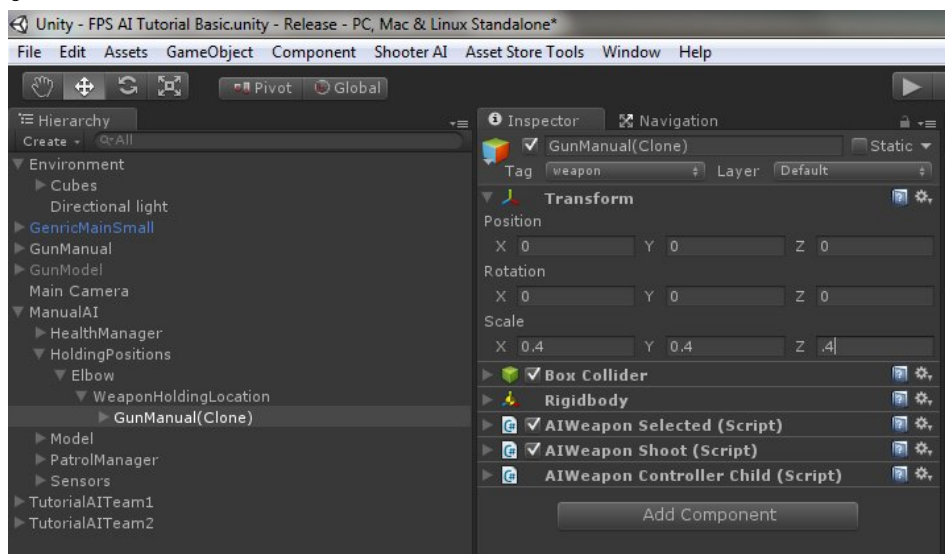 Unity - FPS AI Tutorial Basic.unity - Release - PC, Mac & Linux Standalone*
File Edit Assets GameObject Component Shooter AI Asset Store Tools Window Help
Pivot Global
Hierarchy
Create All
Environment
Cubes
Directional light
GenricMainSmall
GunManual
GunModel
Main Camera
ManualAI
HealthManager
HoldingPositions
Elbow
WeaponHoldingLocation
GunManual(Clone)
Model
PatrolManager
Sensors
TutorialAITeam1
TutorialAITeam2
Inspector Navigation
GunManual(Clone) Static
Tag weapon Layer Default
Transform
Position
X 0 Y 0 Z 0
Rotation
X 0 Y 0 Z 0
Scale
X 0.4 Y 0.4 Z .4
Box Collider
Rigidbody
AIWeapon Selected (Script)
AIWeapon Shoot (Script)
AIWeapon Controller Child (Script)
Add Component